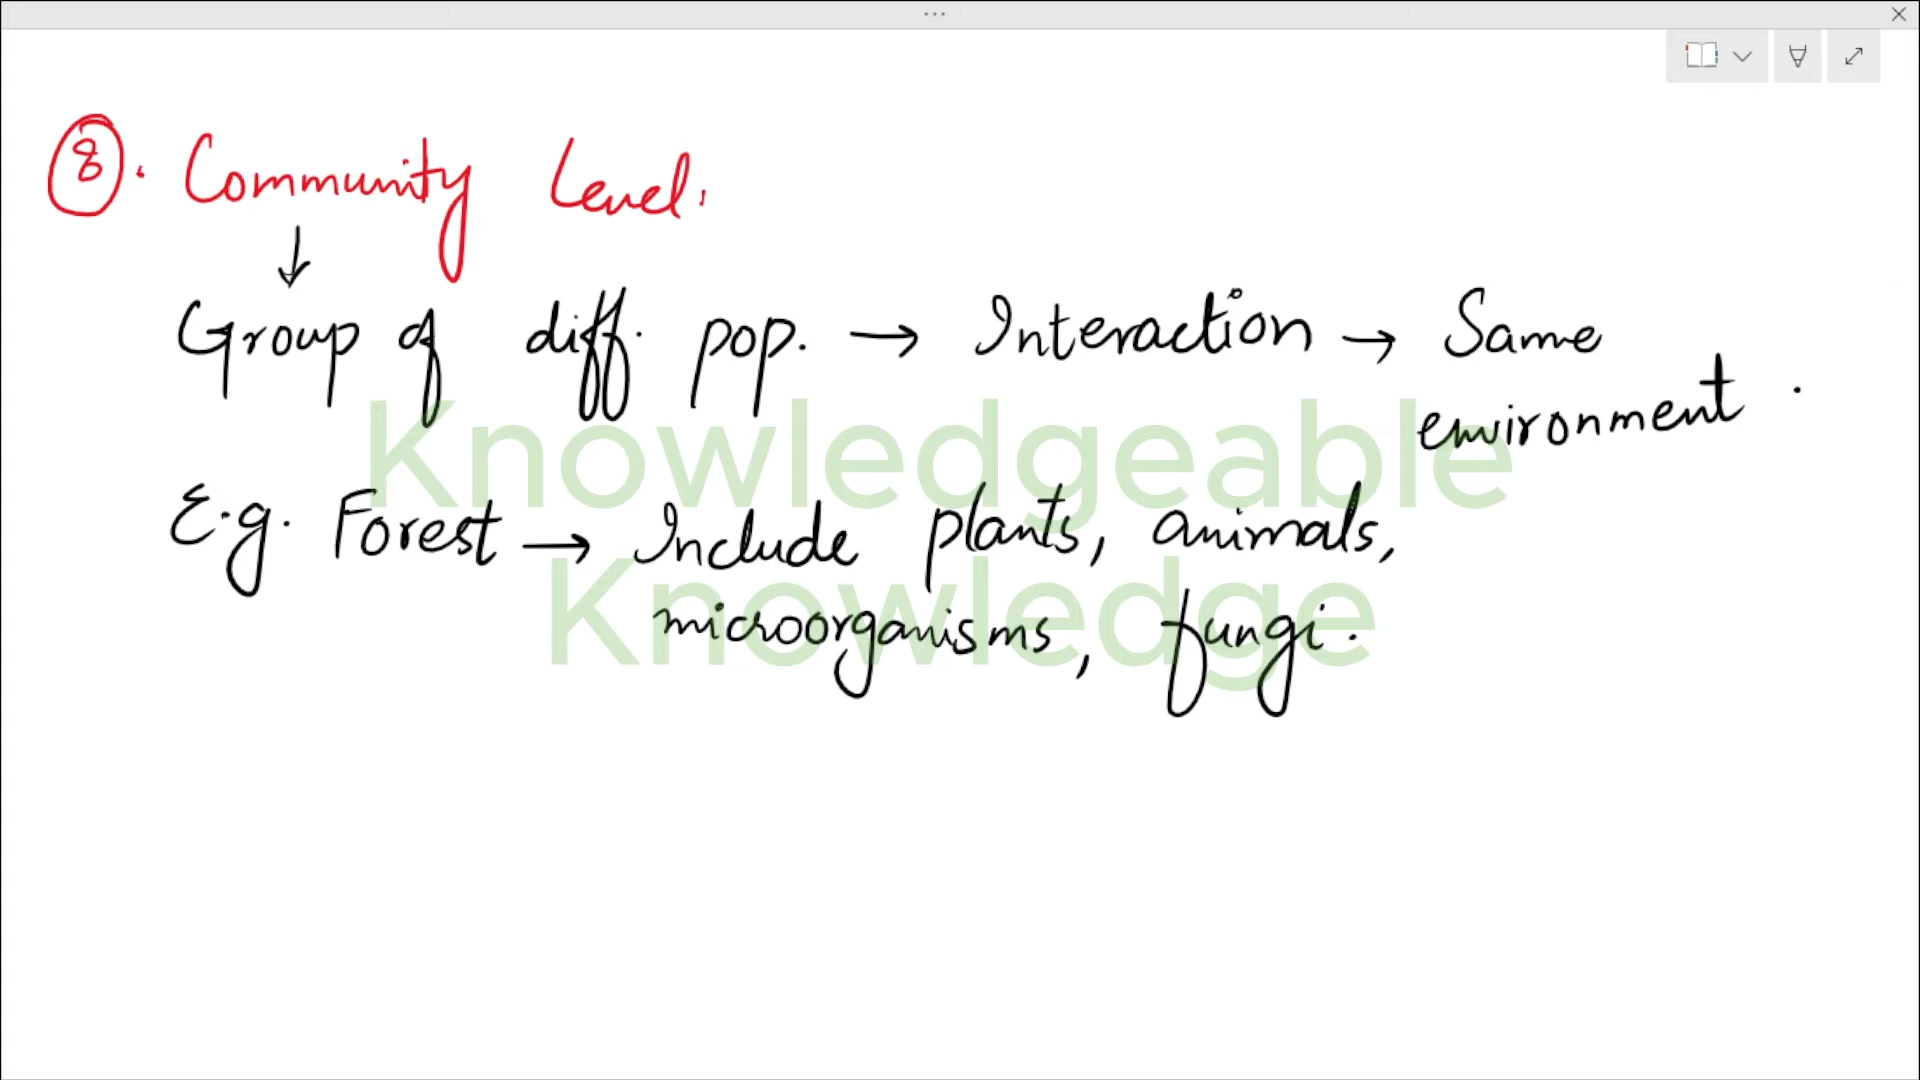 8. Community Level.
↓
Group of diff. pop. → Interaction → Same
environment.
E.g. Forest → Include plants, animals,
microorganisms, fungi.
Knowledgeable
Knowledge